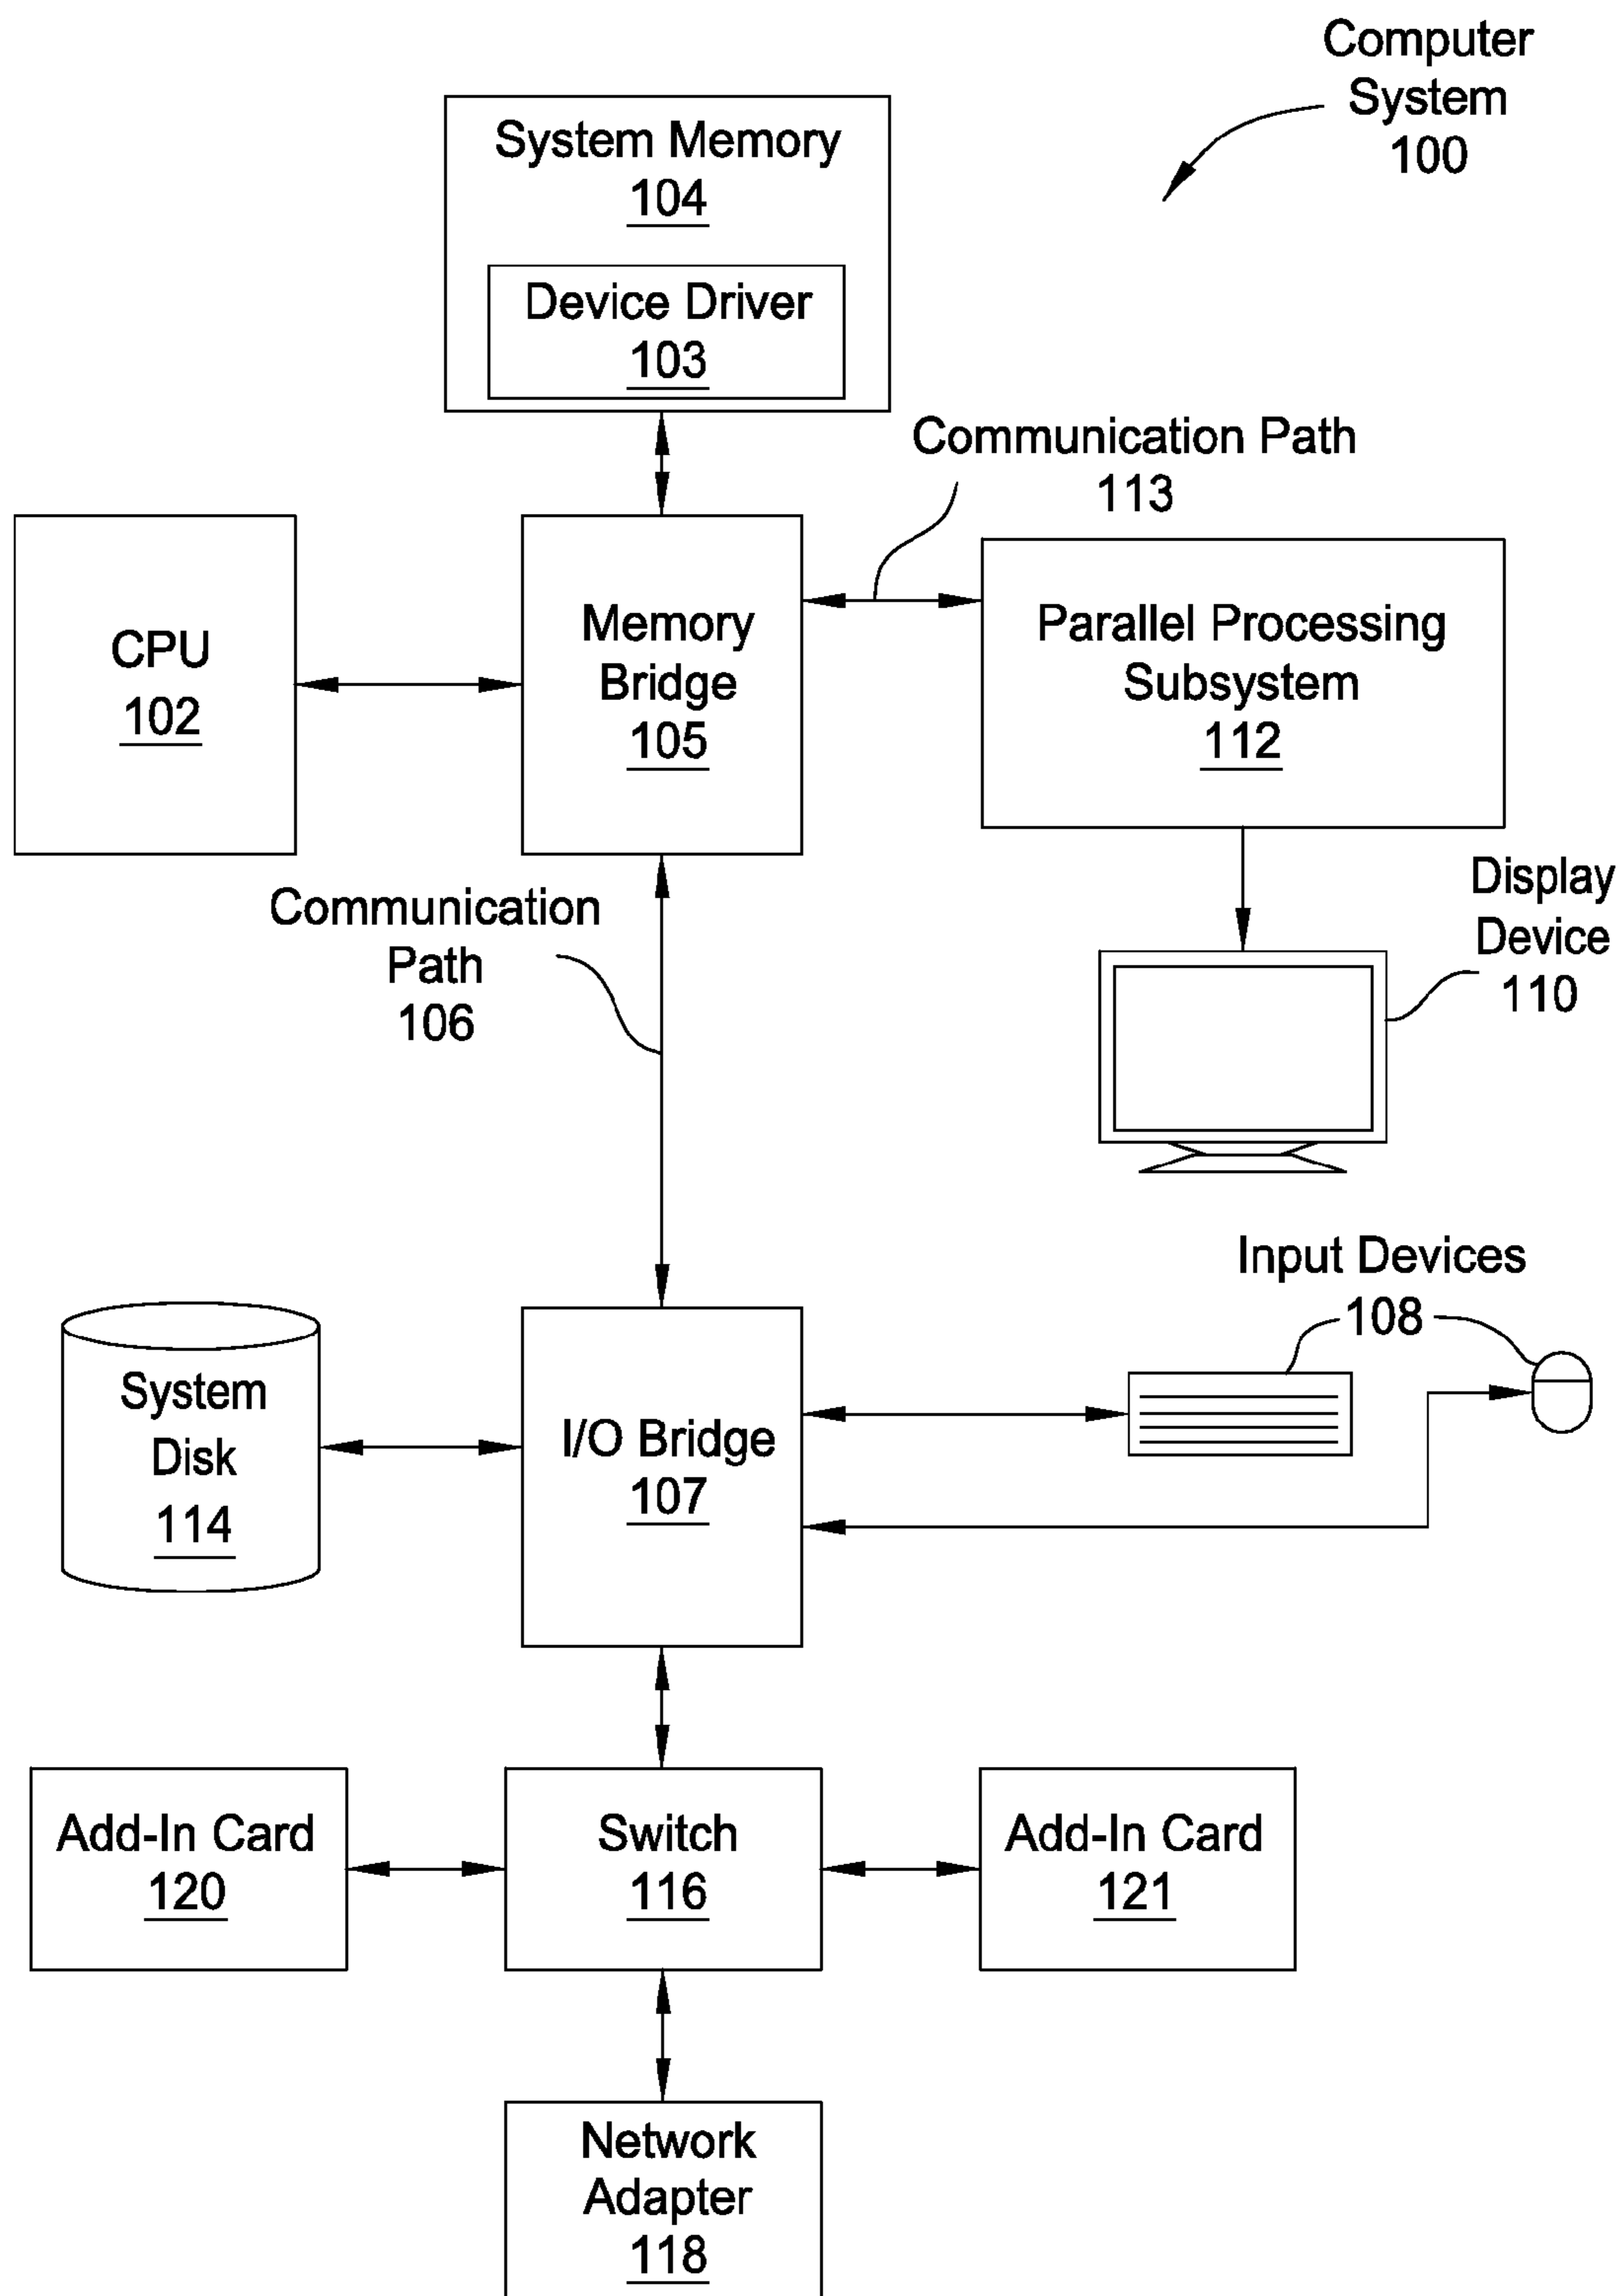 Computer
System
100
System Memory
104
Device Driver
103
Communication Path
113
CPU
102
Memory
Bridge
105
Parallel Processing
Subsystem
112
Communication
Path
106
Display
Device
110
Input Devices
108
System
Disk
114
I/O Bridge
107
Add-In Card
120
Switch
116
Add-In Card
121
Network
Adapter
118